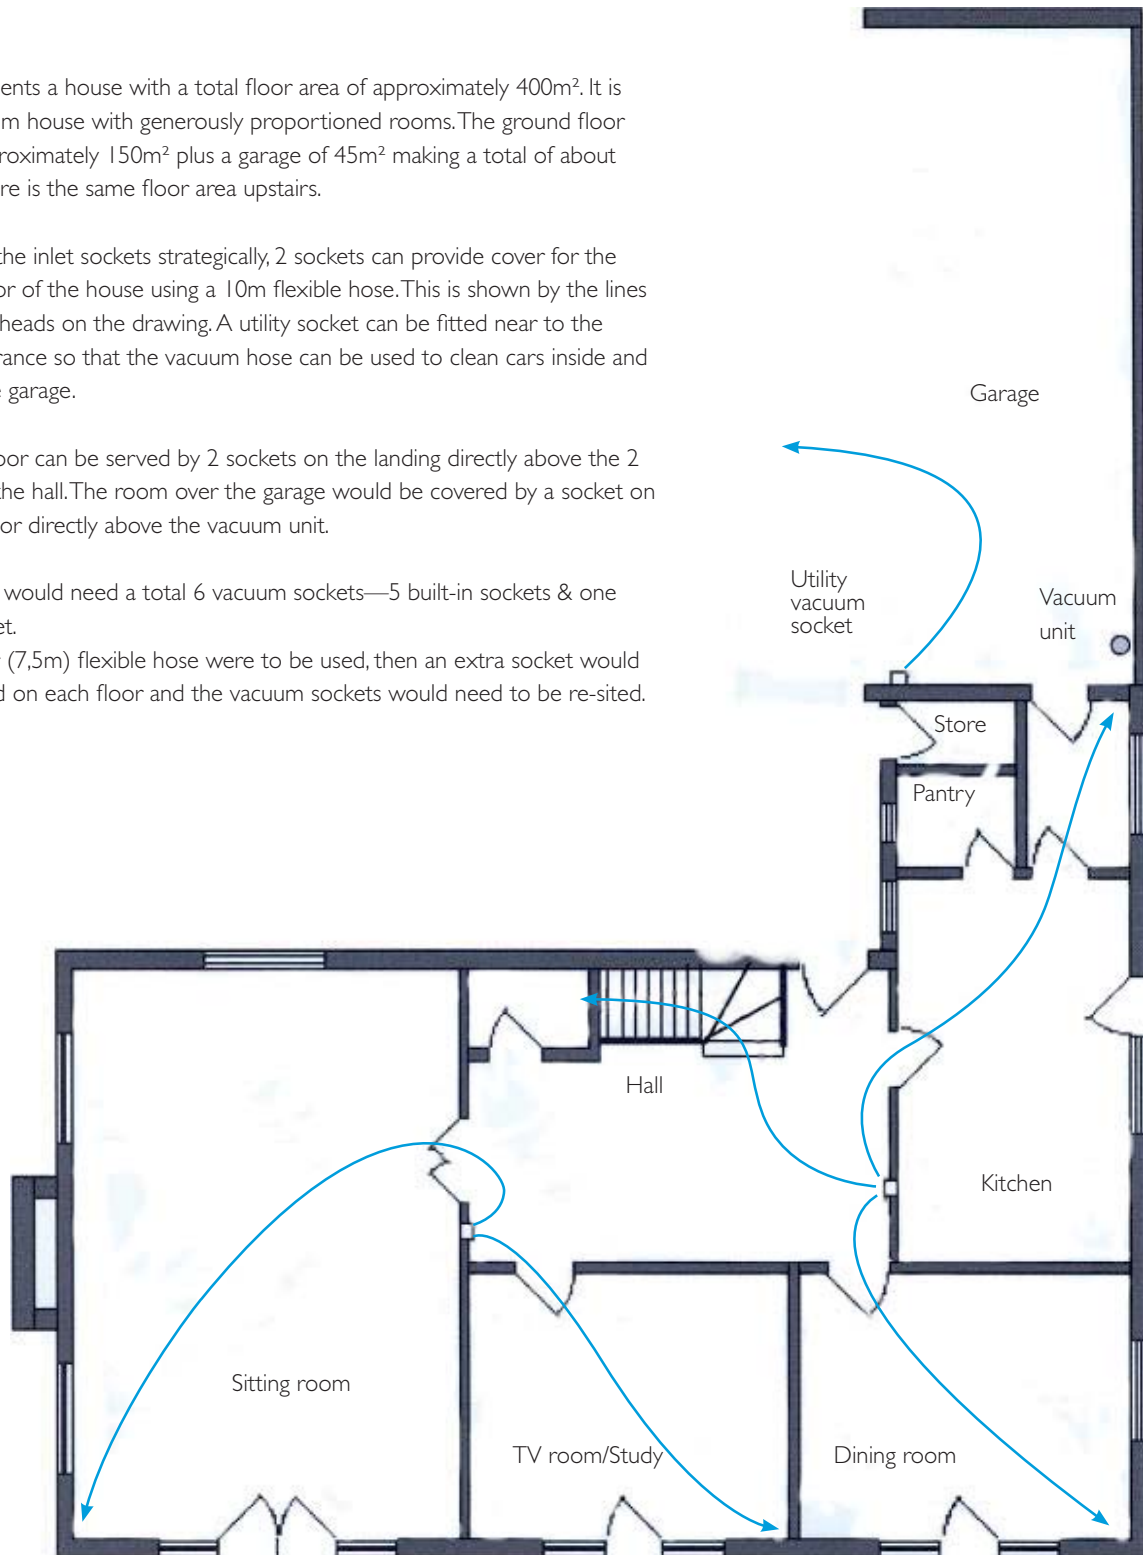 ents a house with a total floor area of approximately 400m². It is
m house with generously proportioned rooms. The ground floor
roximately 150m² plus a garage of 45m² making a total of about
re is the same floor area upstairs.
the inlet sockets strategically, 2 sockets can provide cover for the
or of the house using a 10m flexible hose. This is shown by the lines
heads on the drawing. A utility socket can be fitted near to the
rance so that the vacuum hose can be used to clean cars inside and
e garage.
oor can be served by 2 sockets on the landing directly above the 2
the hall. The room over the garage would be covered by a socket on
or directly above the vacuum unit.
would need a total 6 vacuum sockets—5 built-in sockets & one
et.
(7,5m) flexible hose were to be used, then an extra socket would
d on each floor and the vacuum sockets would need to be re-sited.
Garage
Utility
vacuum
socket
Vacuum
unit
Store
Pantry
Hall
Kitchen
Sitting room
TV room/Study
Dining room